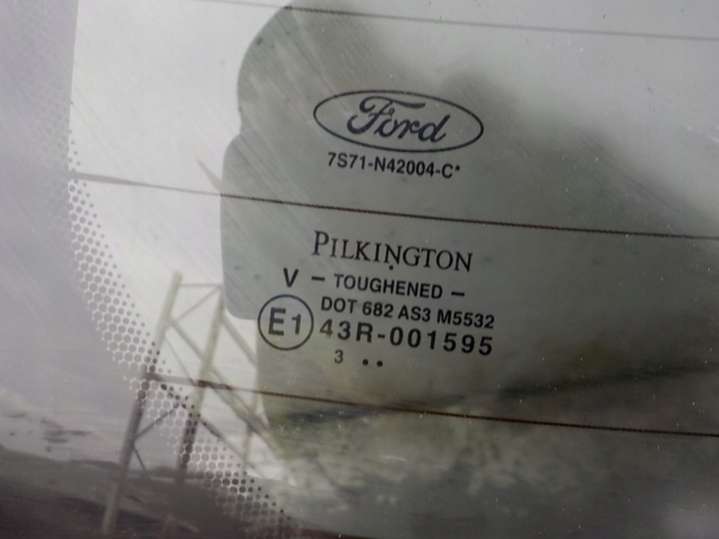 Ford
7S71-N42004-C*
PILKINGTON
V - TOUGHENED -
DOT 682 AS3 M5532
E1 43R-001595
3 ..